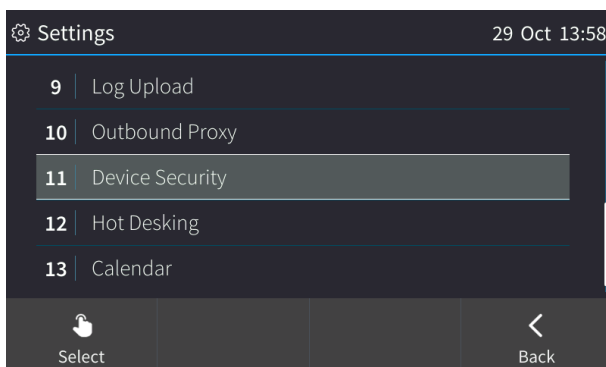 Settings
29 Oct 13:58
9 Log Upload
10 Outbound Proxy
11 Device Security
12 Hot Desking
13 Calendar
Select
Back